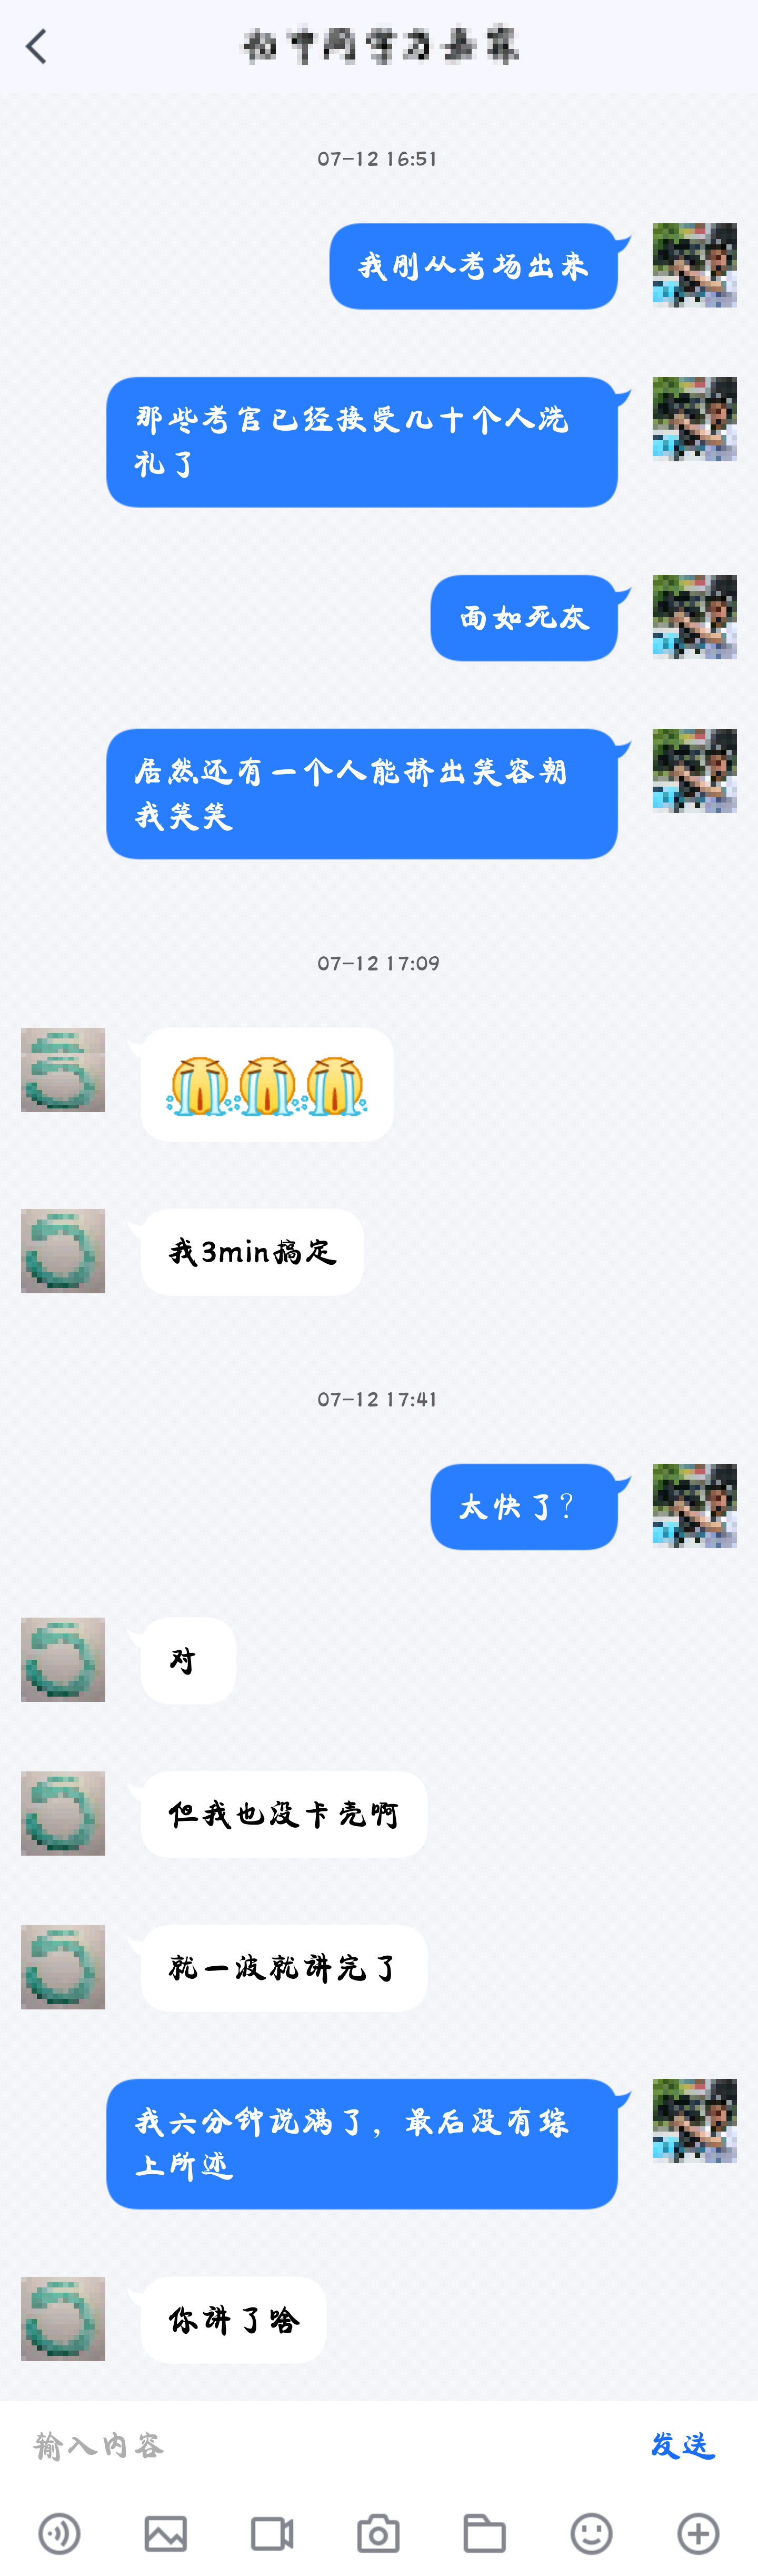 07-12 16:51
我刚从考场出来
那些考官已经接受几十个人洗
礼了
面如死灰
居然还有一个人能挤出笑容朝
我笑笑
07-12 17:09
我3min搞定
07-12 17:41
太快了？
对
但我也没卡壳啊
就一波就讲完了
我六分钟说满了，最后没有综
上所述
你讲了啥
输入内容
发送